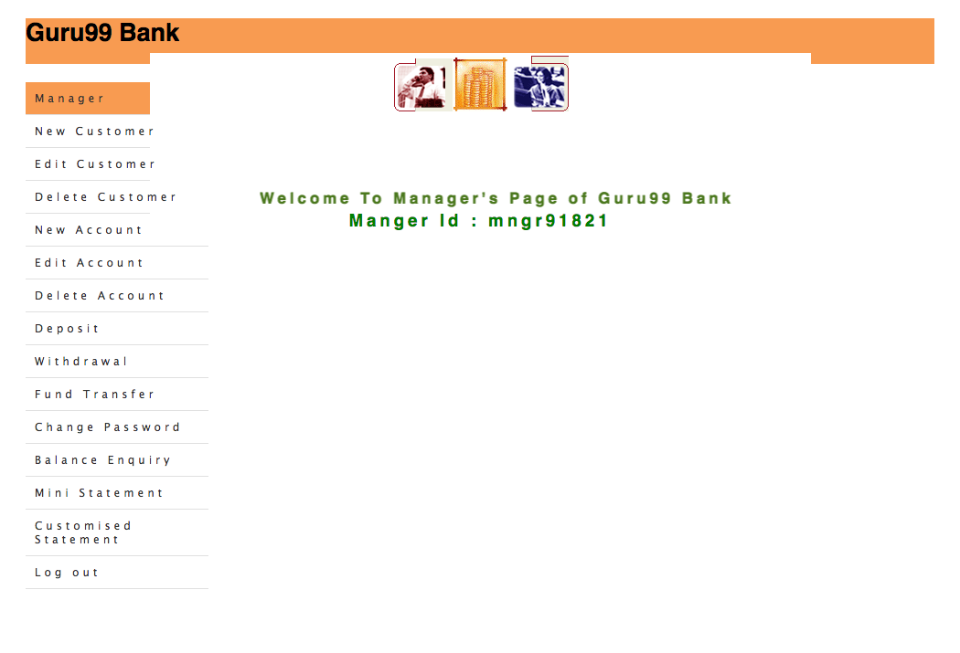 Guru99 Bank
Manager
New Customer
Edit Customer
Delete Customer
New Account
Edit Account
Delete Account
Deposit
Withdrawal
Fund Transfer
Change Password
Balance Enquiry
Mini Statement
Customised
Statement
Log out
Welcome To Manager's Page of Guru99 Bank
Manger Id : mngr91821